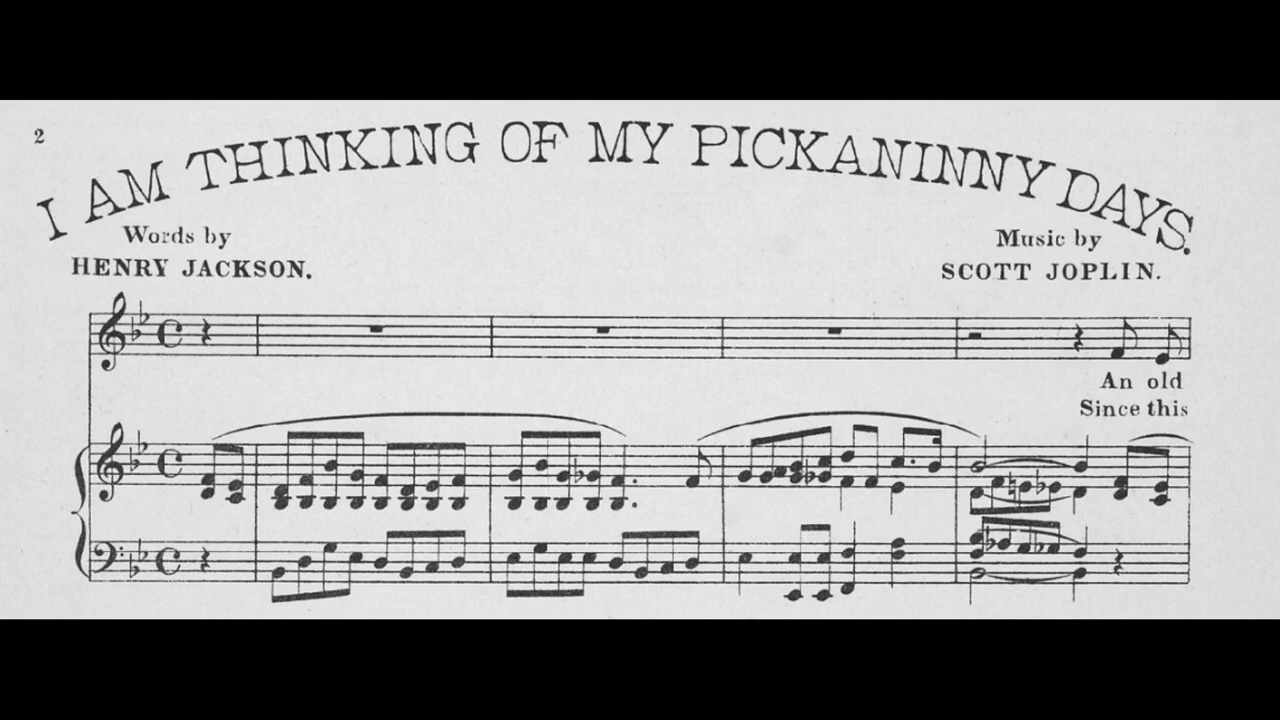 2
I AM THINKING OF MY PICKANINNY DAYS.
Words by
HENRY JACKSON.
Music by
SCOTT JOPLIN.
An old
Since this